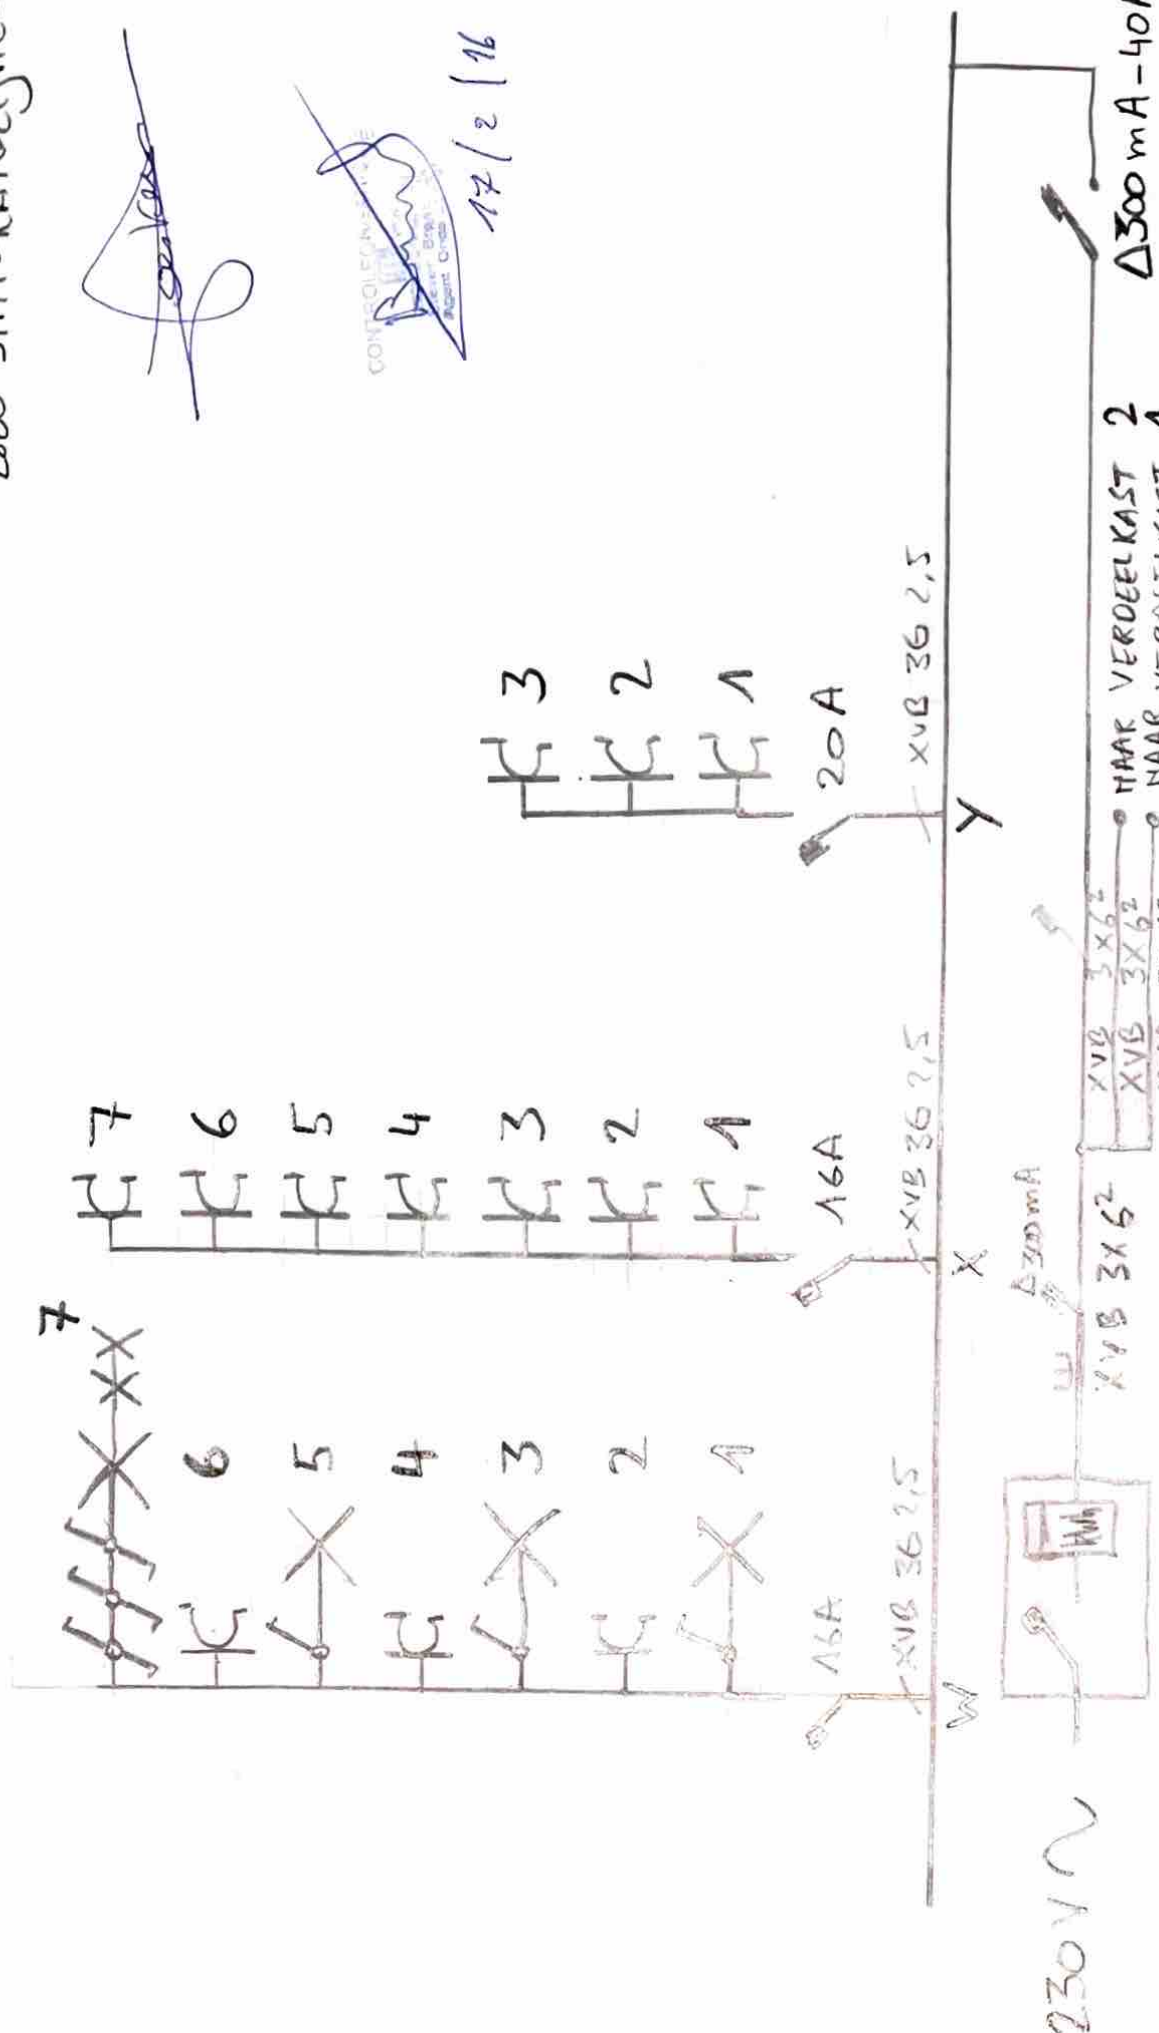 17/2/16
7
7
6
5
4
3
2
1
6
5
4
3
2
1
3
2
1
16A
16A
20A
XVB 3G 2,5
XVB 3G 2,5
XVB 3G 2,5
W
X
Y
230V~
kWh
Δ300mA
XVB 3x6²
XVB 3x6²
XVB 3x6²
NAAR VERDEELKAST 2
Δ300mA-40